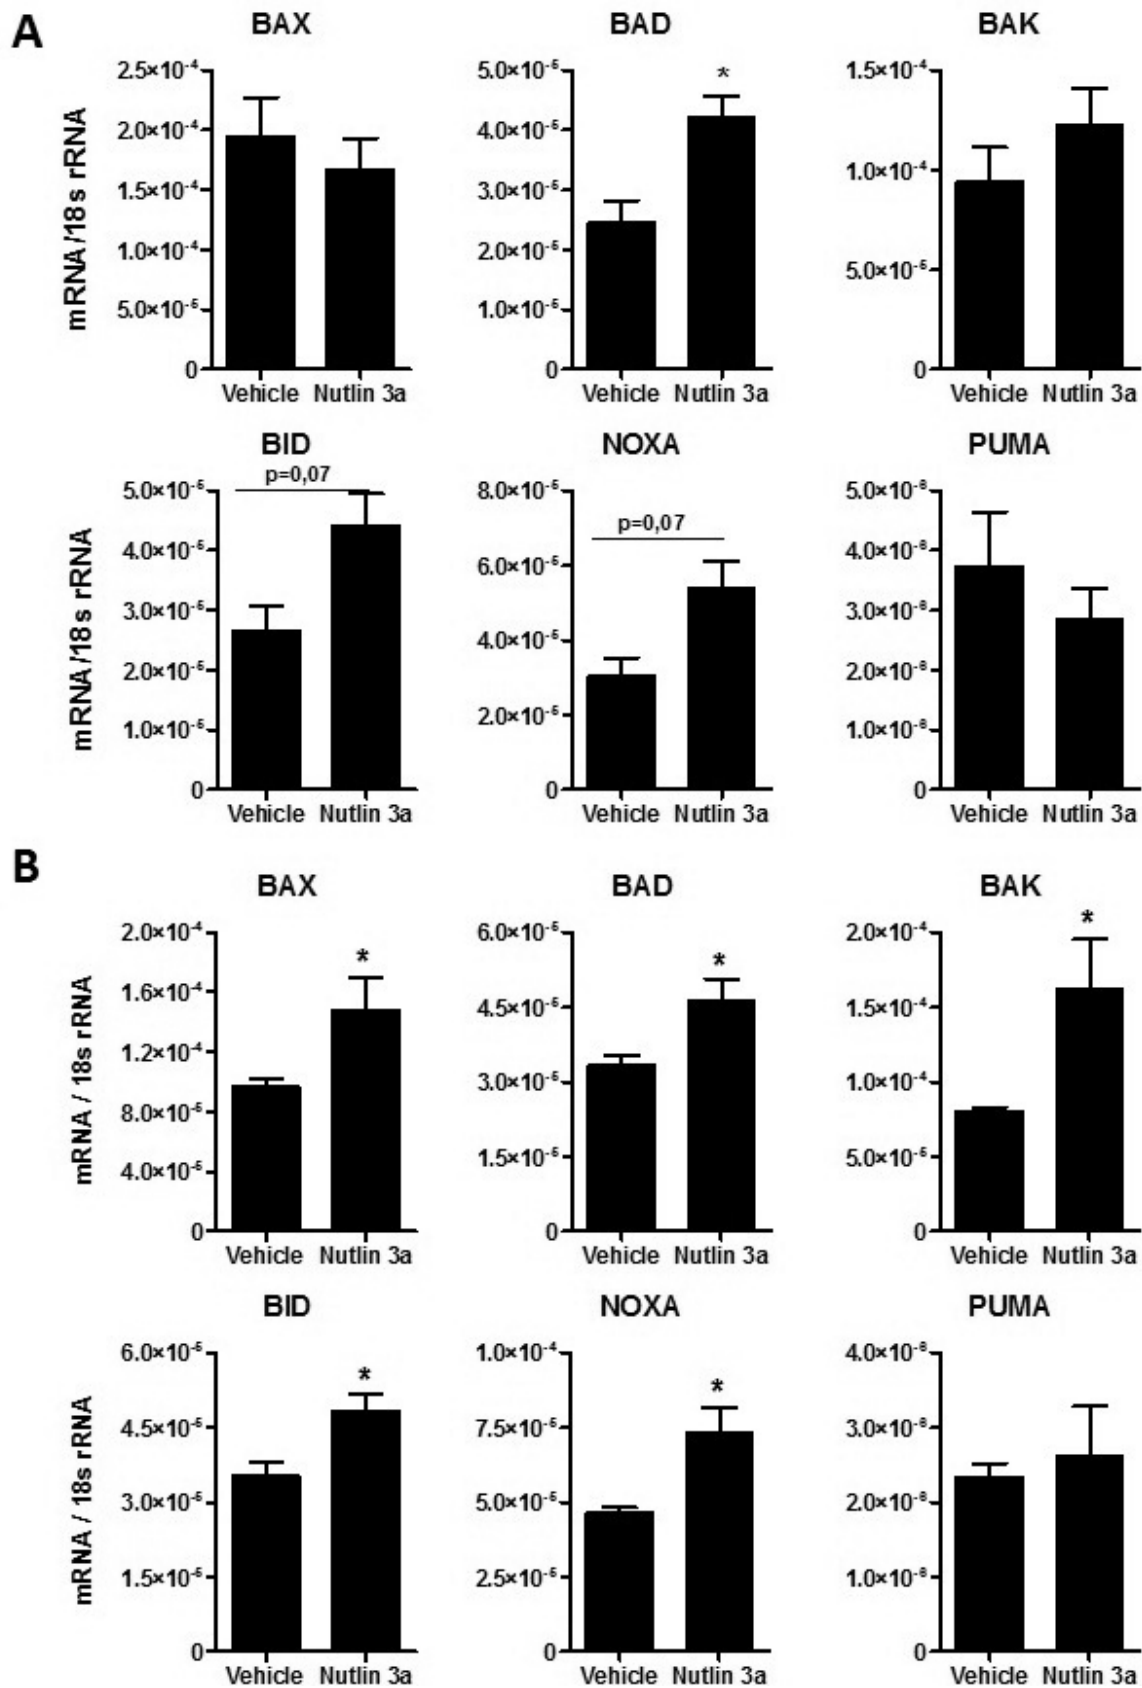 A
BAX
mRNA/18s rRNA
2.5×10⁻⁴
2.0×10⁻⁴
1.5×10⁻⁴
1.0×10⁻⁴
5.0×10⁻⁵
0
Vehicle Nutlin 3a
BAD
5.0×10⁻⁵
*
4.0×10⁻⁵
3.0×10⁻⁵
2.0×10⁻⁵
1.0×10⁻⁵
0
Vehicle Nutlin 3a
BAK
1.5×10⁻⁴
1.0×10⁻⁴
5.0×10⁻⁵
0
Vehicle Nutlin 3a
BID
p=0,07
mRNA/18s rRNA
5.0×10⁻⁵
4.0×10⁻⁵
3.0×10⁻⁵
2.0×10⁻⁵
1.0×10⁻⁵
0
Vehicle Nutlin 3a
NOXA
8.0×10⁻⁵
p=0,07
6.0×10⁻⁵
4.0×10⁻⁵
2.0×10⁻⁵
0
Vehicle Nutlin 3a
PUMA
5.0×10⁻⁶
4.0×10⁻⁶
3.0×10⁻⁶
2.0×10⁻⁶
1.0×10⁻⁶
0
Vehicle Nutlin 3a
B
BAX
mRNA / 18s rRNA
2.0×10⁻⁴
*
1.6×10⁻⁴
1.2×10⁻⁴
8.0×10⁻⁵
4.0×10⁻⁵
0
Vehicle Nutlin 3a
BAD
6.0×10⁻⁵
*
4.5×10⁻⁵
3.0×10⁻⁵
1.5×10⁻⁵
0
Vehicle Nutlin 3a
BAK
*
2.0×10⁻⁴
1.5×10⁻⁴
1.0×10⁻⁴
5.0×10⁻⁵
0
Vehicle Nutlin 3a
BID
mRNA / 18s rRNA
6.0×10⁻⁵
*
4.5×10⁻⁵
3.0×10⁻⁵
1.5×10⁻⁵
0
Vehicle Nutlin 3a
NOXA
1.0×10⁻⁴
*
7.5×10⁻⁵
5.0×10⁻⁵
2.5×10⁻⁵
0
Vehicle Nutlin 3a
PUMA
4.0×10⁻⁶
3.0×10⁻⁶
2.0×10⁻⁶
1.0×10⁻⁶
0
Vehicle Nutlin 3a